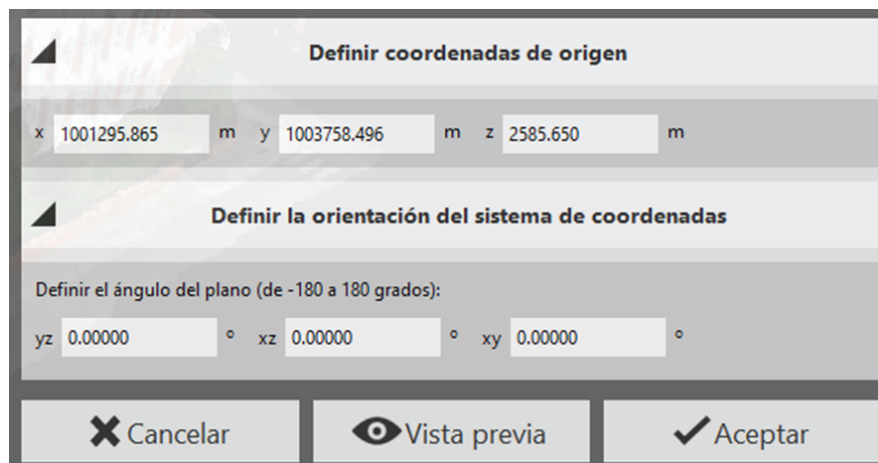 Definir coordenadas de origen
x 1001295.865 m y 1003758.496 m z 2585.650 m
Definir la orientación del sistema de coordenadas
Definir el ángulo del plano (de -180 a 180 grados):
yz 0.00000 ° xz 0.00000 ° xy 0.00000 °
Cancelar Vista previa Aceptar